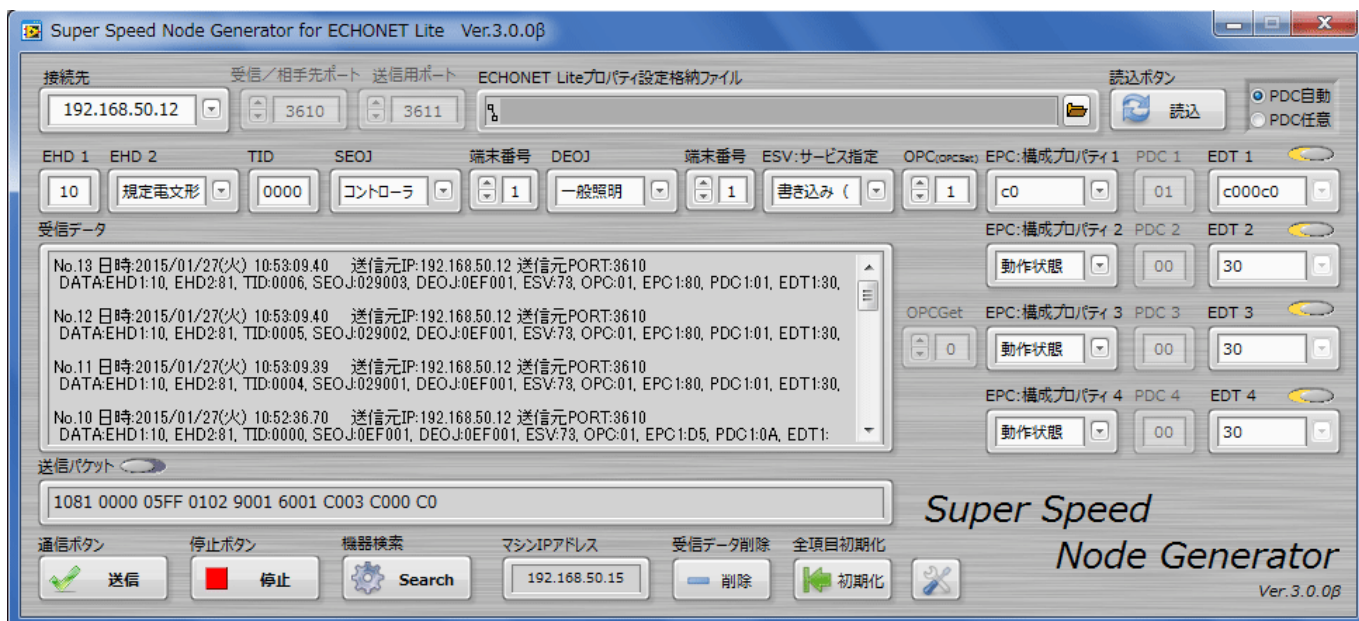 Super Speed Node Generator for ECHONET Lite Ver.3.0.0β
接続先 受信／相手先ポート 送信用ポート ECHONET Liteプロパティ設定格納ファイル 読込ボタン
192.168.50.12 3610 3611 読込 PDC自動
PDC任意
EHD 1 EHD 2 TID SEOJ 端末番号 DEOJ 端末番号 ESV:サービス指定 OPC(OPCSet) EPC:構成プロパティ1 PDC 1 EDT 1
10 規定電文形 0000 コントローラ 1 一般照明 1 書き込み（ 1 c0 01 c000c0
受信データ EPC:構成プロパティ 2 PDC 2 EDT 2
動作状態 00 30
No.13 日時:2015/01/27(火) 10:53:09.40 送信元IP:192.168.50.12 送信元PORT:3610
DATA:EHD1:10, EHD2:81, TID:0006, SEOJ:029003, DEOJ:0EF001, ESV:73, OPC:01, EPC1:80, PDC1:01, EDT1:30,
No.12 日時:2015/01/27(火) 10:53:09.40 送信元IP:192.168.50.12 送信元PORT:3610
DATA:EHD1:10, EHD2:81, TID:0005, SEOJ:029002, DEOJ:0EF001, ESV:73, OPC:01, EPC1:80, PDC1:01, EDT1:30,
No.11 日時:2015/01/27(火) 10:53:09.39 送信元IP:192.168.50.12 送信元PORT:3610
DATA:EHD1:10, EHD2:81, TID:0004, SEOJ:029001, DEOJ:0EF001, ESV:73, OPC:01, EPC1:80, PDC1:01, EDT1:30,
No.10 日時:2015/01/27(火) 10:52:36.70 送信元IP:192.168.50.12 送信元PORT:3610
DATA:EHD1:10, EHD2:81, TID:0000, SEOJ:0EF001, DEOJ:0EF001, ESV:73, OPC:01, EPC1:D5, PDC1:0A, EDT1:
OPCGet EPC:構成プロパティ 3 PDC 3 EDT 3
0 動作状態 00 30
EPC:構成プロパティ 4 PDC 4 EDT 4
動作状態 00 30
送信パケット
1081 0000 05FF 0102 9001 6001 C003 C000 C0
Super Speed
Node Generator
Ver.3.0.0β
通信ボタン 停止ボタン 機器検索 マシンIPアドレス 受信データ削除 全項目初期化
送信 停止 Search 192.168.50.15 削除 初期化